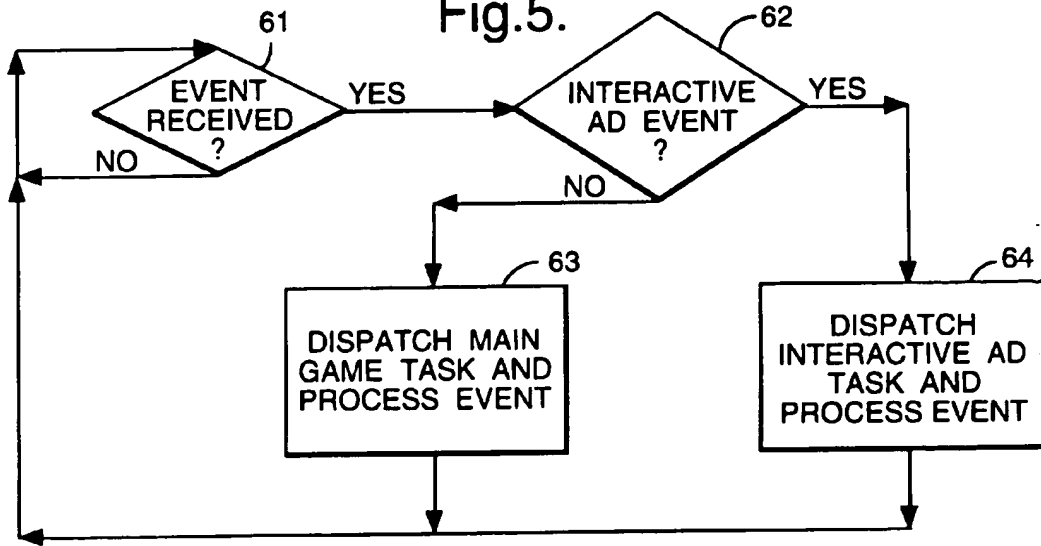 Fig.5.
61
EVENT
RECEIVED
?
YES
NO
62
INTERACTIVE
AD EVENT
?
YES
NO
63
DISPATCH MAIN
GAME TASK AND
PROCESS EVENT
64
DISPATCH
INTERACTIVE AD
TASK AND
PROCESS EVENT